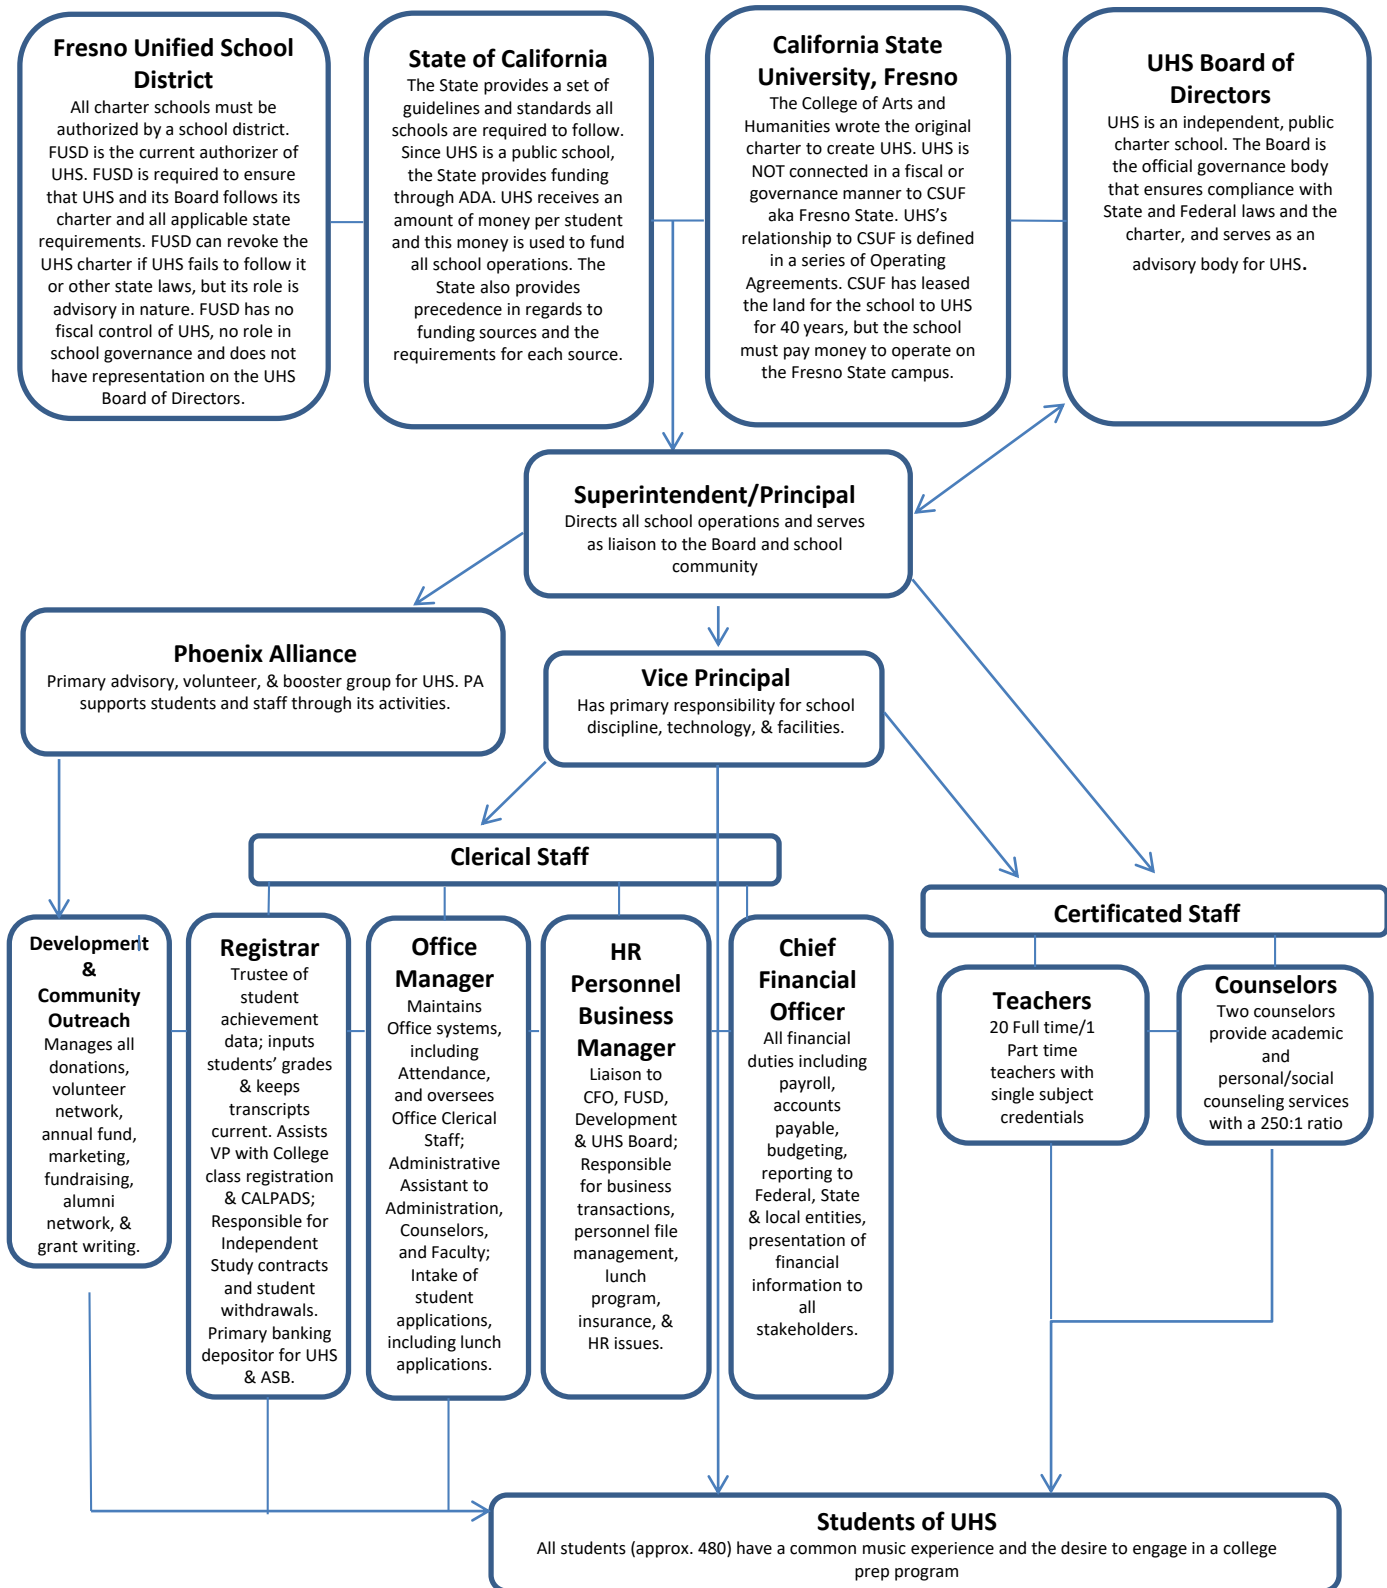 Fresno Unified School
District
All charter schools must be
authorized by a school district.
FUSD is the current authorizer of
UHS. FUSD is required to ensure
that UHS and its Board follows its
charter and all applicable state
requirements. FUSD can revoke the
UHS charter if UHS fails to follow it
or other state laws, but its role is
advisory in nature. FUSD has no
fiscal control of UHS, no role in
school governance and does not
have representation on the UHS
Board of Directors.
State of California
The State provides a set of
guidelines and standards all
schools are required to follow.
Since UHS is a public school,
the State provides funding
through ADA. UHS receives an
amount of money per student
and this money is used to fund
all school operations. The
State also provides
precedence in regards to
funding sources and the
requirements for each source.
California State
University, Fresno
The College of Arts and
Humanities wrote the original
charter to create UHS. UHS is
NOT connected in a fiscal or
governance manner to CSUF
aka Fresno State. UHS’s
relationship to CSUF is defined
in a series of Operating
Agreements. CSUF has leased
the land for the school to UHS
for 40 years, but the school
must pay money to operate on
the Fresno State campus.
UHS Board of
Directors
UHS is an independent, public
charter school. The Board is
the official governance body
that ensures compliance with
State and Federal laws and the
charter, and serves as an
advisory body for UHS.
Superintendent/Principal
Directs all school operations and serves
as liaison to the Board and school
community
Phoenix Alliance
Primary advisory, volunteer, & booster group for UHS. PA
supports students and staff through its activities.
Vice Principal
Has primary responsibility for school
discipline, technology, & facilities.
Clerical Staff
Certificated Staff
Development
&
Community
Outreach
Manages all
donations,
volunteer
network,
annual fund,
marketing,
fundraising,
alumni
network, &
grant writing.
Registrar
Trustee of
student
achievement
data; inputs
students’ grades
& keeps
transcripts
current. Assists
VP with College
class registration
& CALPADS;
Responsible for
Independent
Study contracts
and student
withdrawals.
Primary banking
depositor for UHS
& ASB.
Office
Manager
Maintains
Office systems,
including
Attendance,
and oversees
Office Clerical
Staff;
Administrative
Assistant to
Administration,
Counselors,
and Faculty;
Intake of
student
applications,
including lunch
applications.
HR
Personnel
Business
Manager
Liaison to
CFO, FUSD,
Development
& UHS Board;
Responsible
for business
transactions,
personnel file
management,
lunch
program,
insurance, &
HR issues.
Chief
Financial
Officer
All financial
duties including
payroll,
accounts
payable,
budgeting,
reporting to
Federal, State
& local entities,
presentation of
financial
information to
all
stakeholders.
Teachers
20 Full time/1
Part time
teachers with
single subject
credentials
Counselors
Two counselors
provide academic
and
personal/social
counseling services
with a 250:1 ratio
Students of UHS
All students (approx. 480) have a common music experience and the desire to engage in a college
prep program